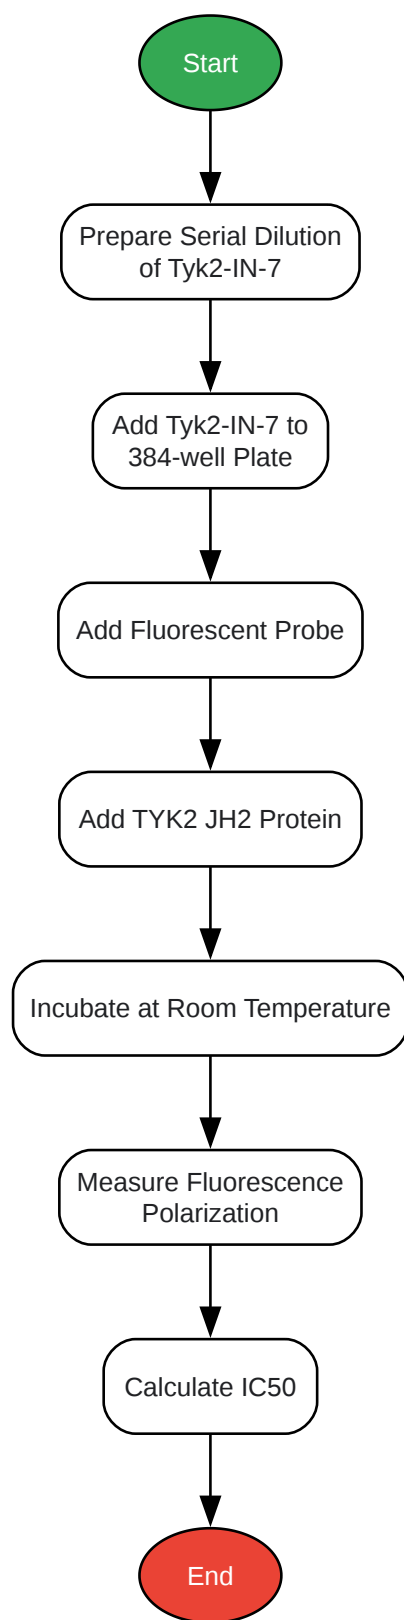 Start
Prepare Serial Dilution
of Tyk2-IN-7
Add Tyk2-IN-7 to
384-well Plate
Add Fluorescent Probe
Add TYK2 JH2 Protein
Incubate at Room Temperature
Measure Fluorescence
Polarization
Calculate IC50
End